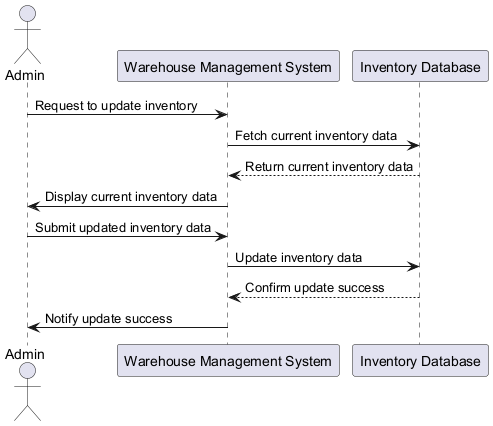 Admin
Warehouse Management System
Inventory Database
Request to update inventory
Fetch current inventory data
Return current inventory data
Display current inventory data
Submit updated inventory data
Update inventory data
Confirm update success
Notify update success
Admin
Warehouse Management System
Inventory Database